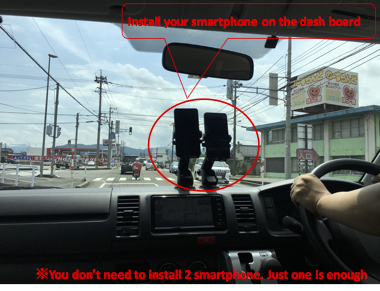 Install your smartphone on the dash board
※You don't need to install 2 smartphone. Just one is enough